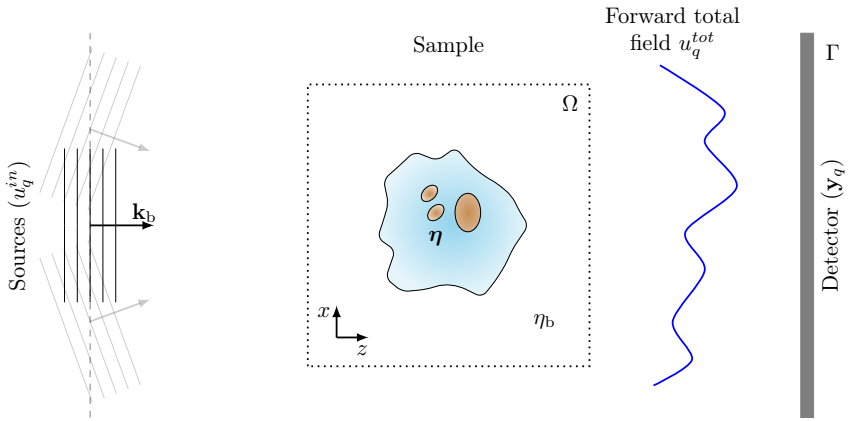 Forward total
field u_q^{tot}
Sample
Γ
Ω
Sources (u_q^{in})
k_b
η
η_b
x
z
Detector (y_q)